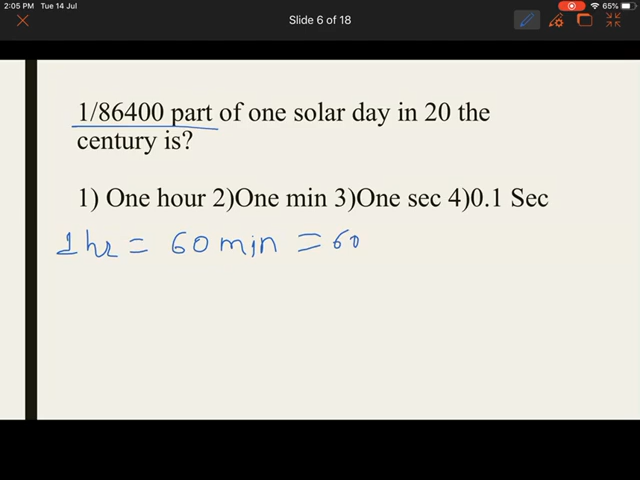 2:05 PM Tue 14 Jul
65%
Slide 6 of 18
1/86400 part of one solar day in 20 the
century is?
1) One hour 2)One min 3)One sec 4)0.1 Sec
1 hr = 60 min = 60